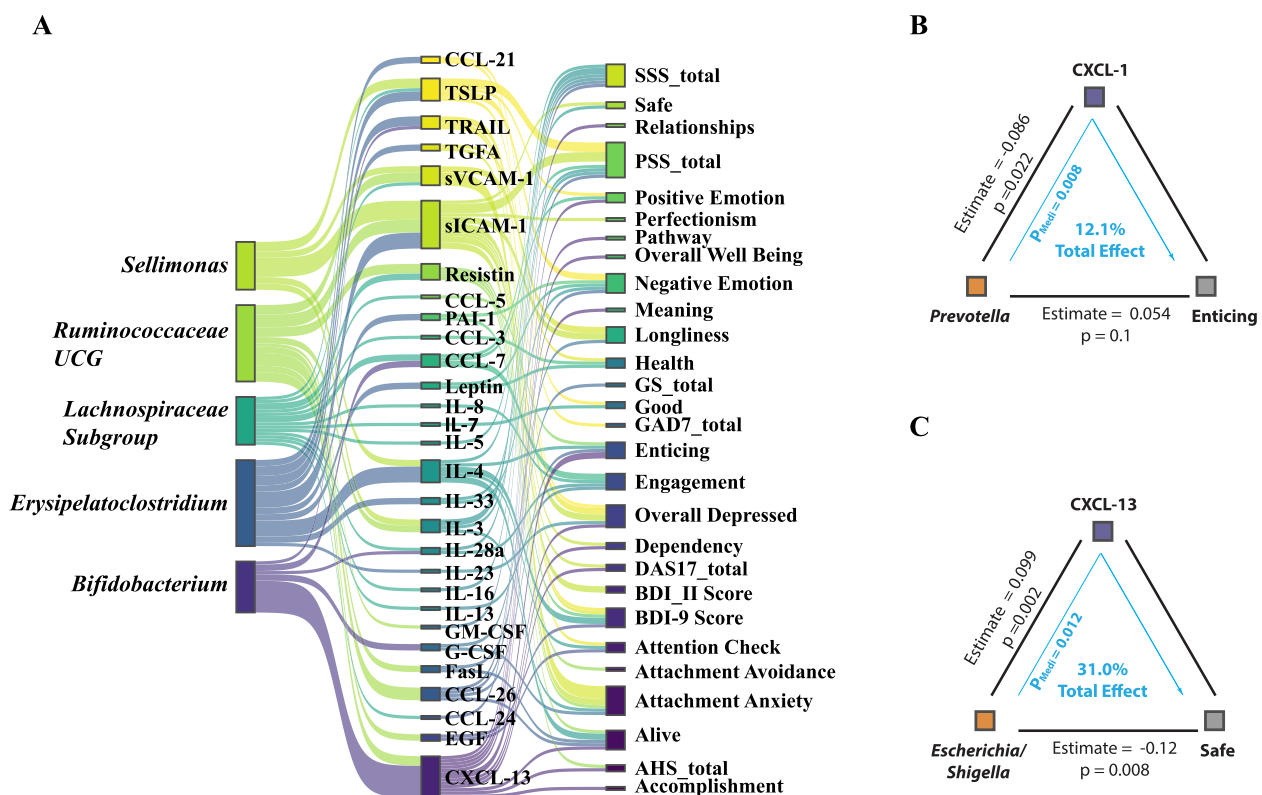 A
Sellimonas
Ruminococcaceae
UCG
Lachnospiraceae
Subgroup
Erysipelatoclostridium
Bifidobacterium
CCL-21
TSLP
TRAIL
TGFA
sVCAM-1
sICAM-1
Resistin
CCL-5
PAI-1
CCL-3
CCL-7
Leptin
IL-8
IL-7
IL-5
IL-4
IL-33
IL-3
IL-28a
IL-23
IL-16
IL-13
GM-CSF
G-CSF
FasL
CCL-26
CCL-24
EGF
CXCL-13
SSS_total
Safe
Relationships
PSS_total
Positive Emotion
Perfectionism
Pathway
Overall Well Being
Negative Emotion
Meaning
Longliness
Health
GS_total
Good
GAD7_total
Enticing
Engagement
Overall Depressed
Dependency
DAS17_total
BDI_II Score
BDI-9 Score
Attention Check
Attachment Avoidance
Attachment Anxiety
Alive
AHS_total
Accomplishment
B
CXCL-1
Estimate = -0.086
p=0.022
PMedi = 0.008
12.1%
Total Effect
Prevotella
Enticing
Estimate = 0.054
p = 0.1
C
CXCL-13
Estimate = 0.099
p =0.002
PMedi = 0.012
31.0%
Total Effect
Escherichia/
Shigella
Safe
Estimate = -0.12
p = 0.008